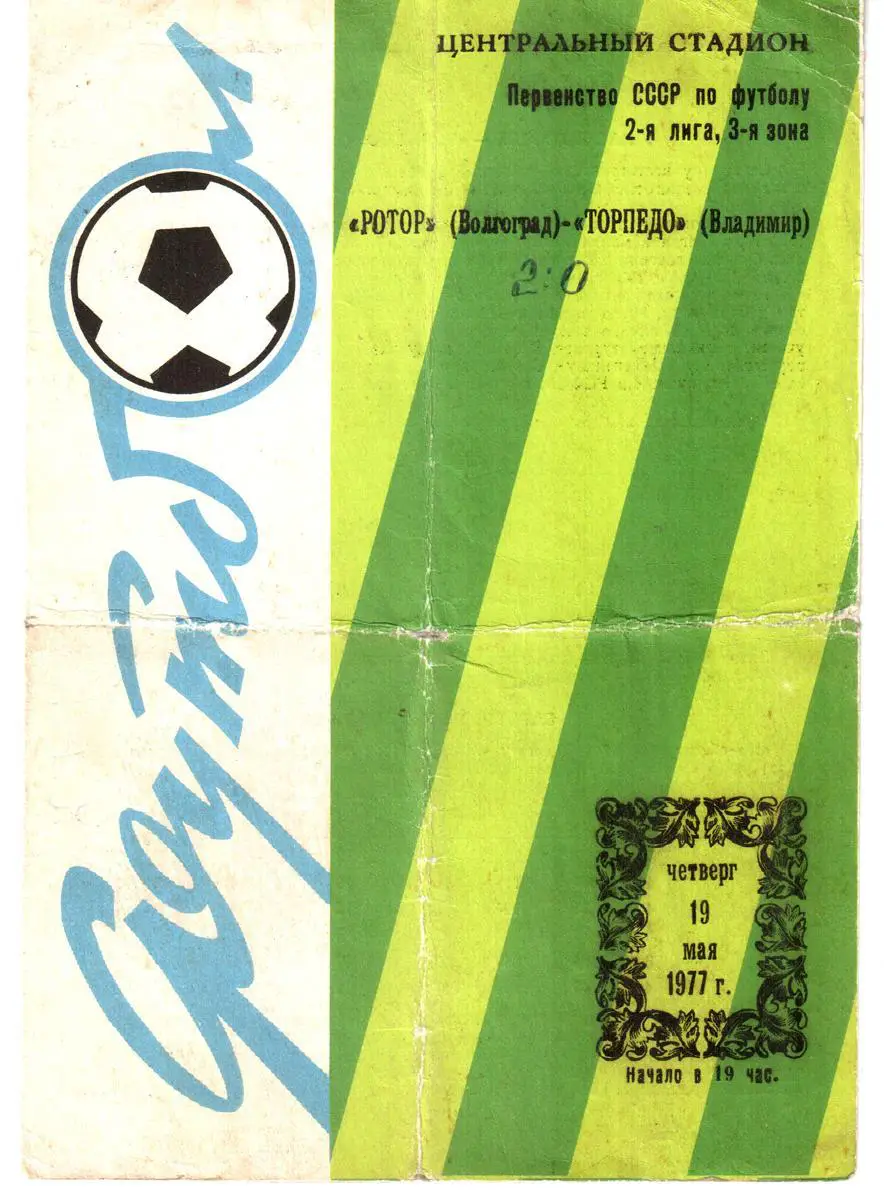 футбол
ЦЕНТРАЛЬНЫЙ СТАДИОН
Первенство СССР по футболу
2-я лига, 3-я зона
«РОТОР» (Волгоград)-«ТОРПЕДО» (Владимир)
2:0
четверг
19
мая
1977 г.
Начало в 19 час.